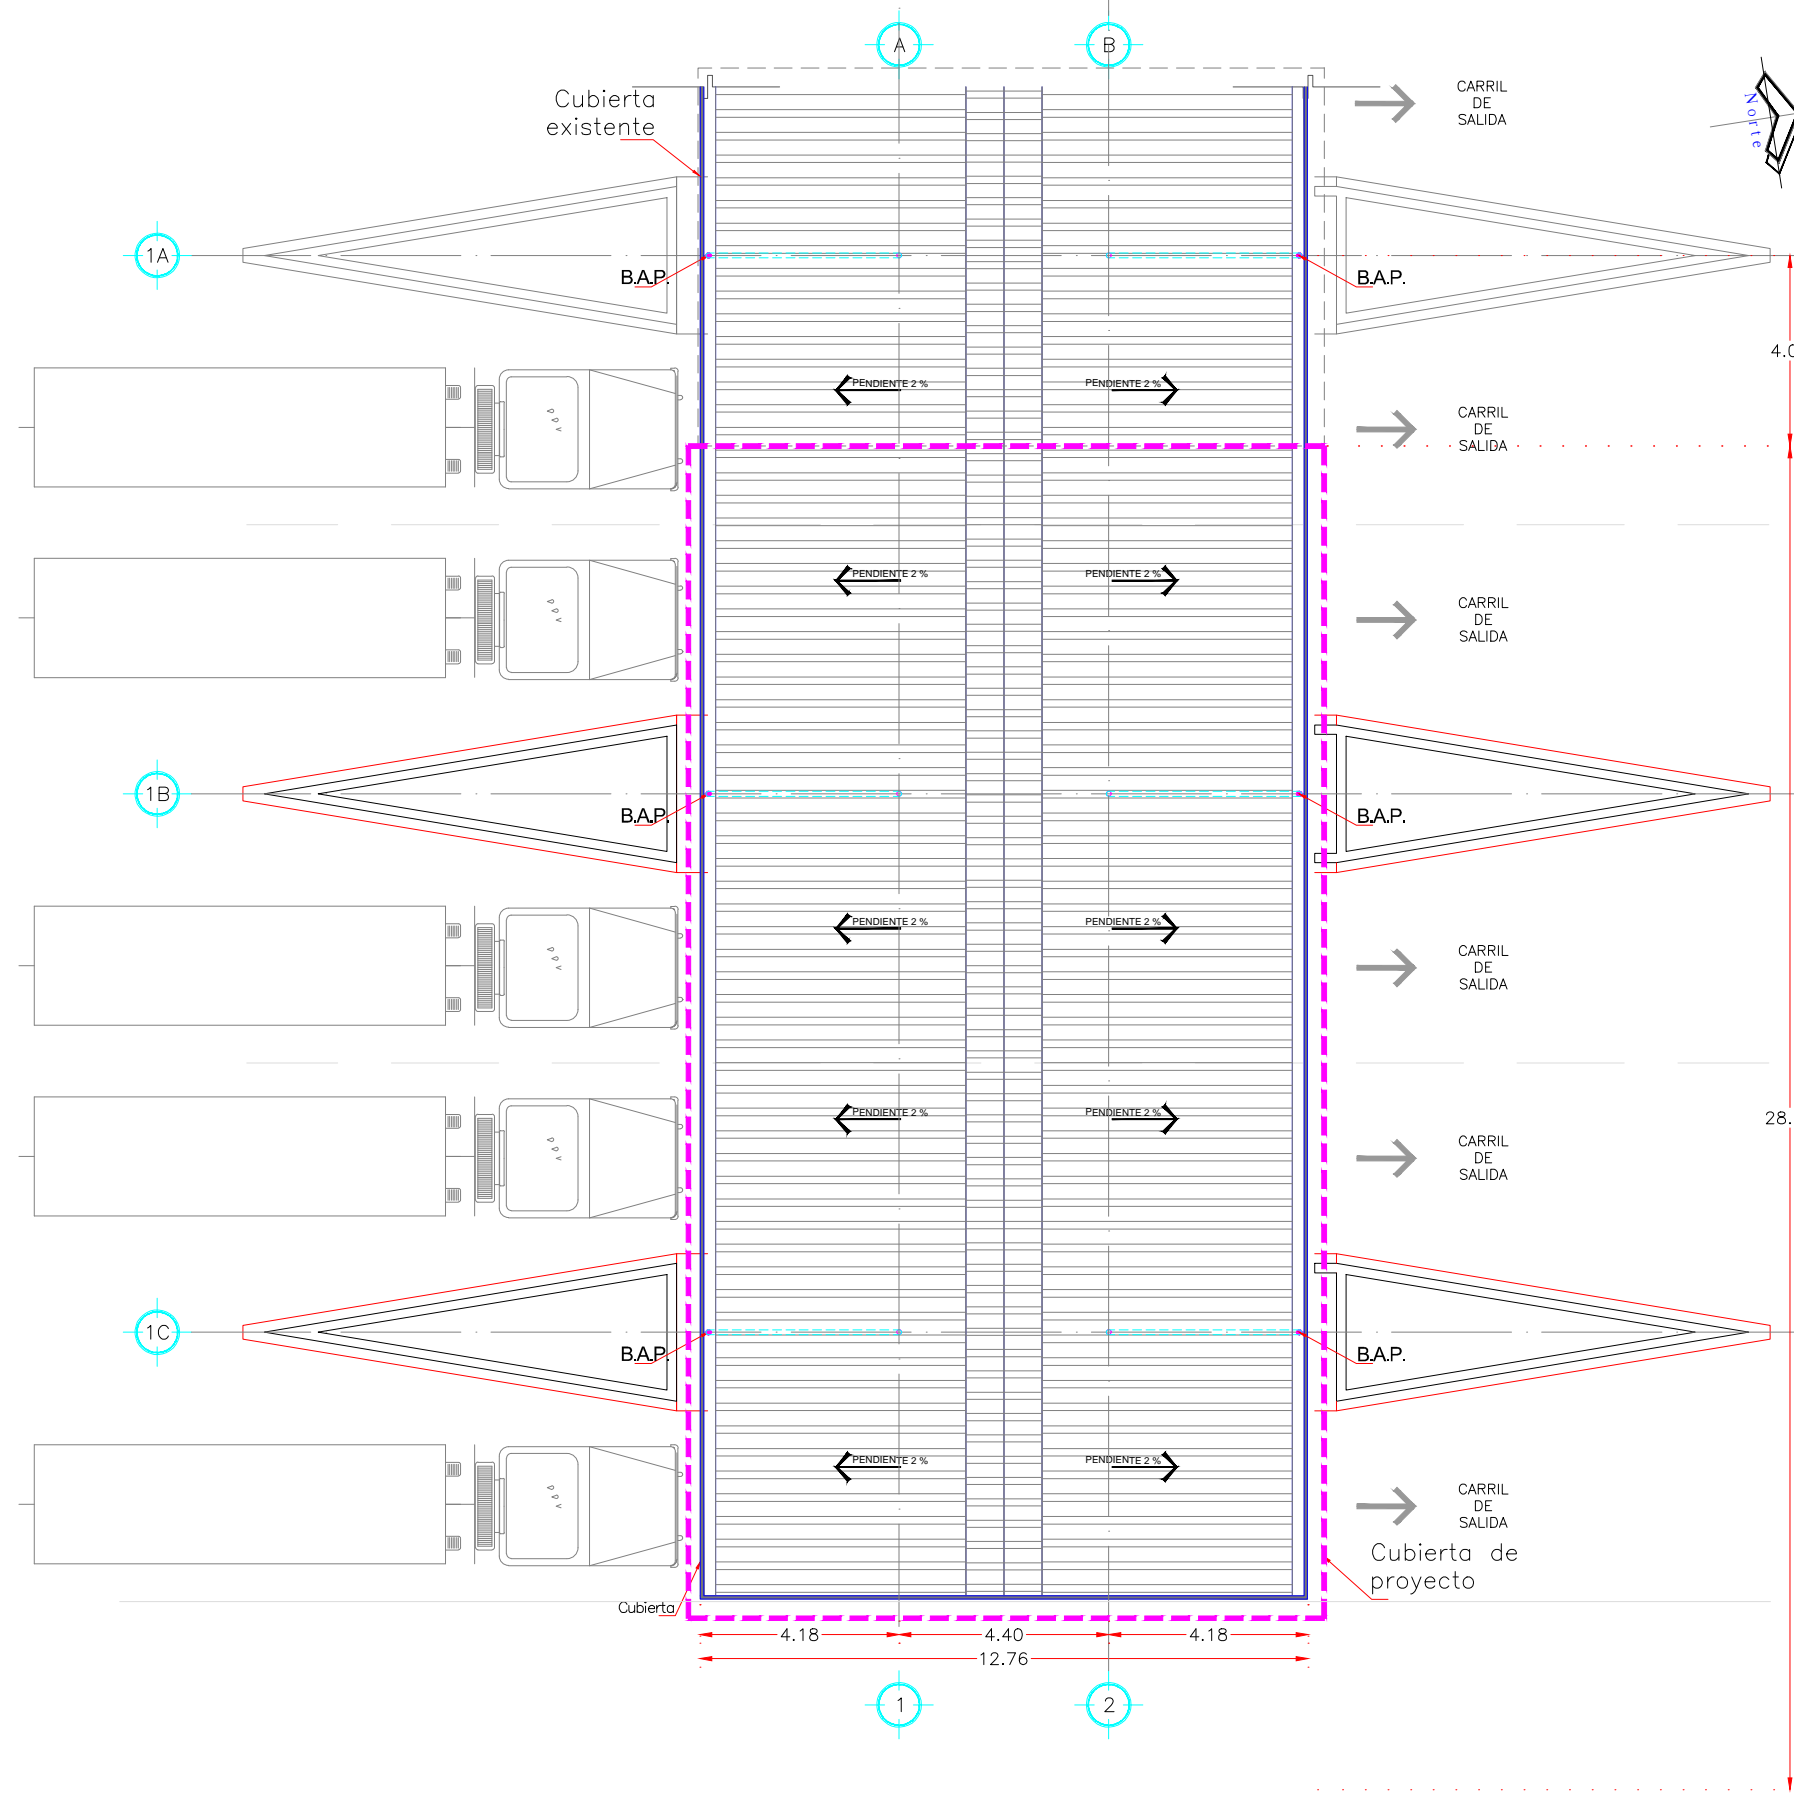 A
B
Cubierta
existente
CARRIL
DE
SALIDA
Norte
1A
B.A.P.
B.A.P.
PENDIENTE 2 %
PENDIENTE 2 %
CARRIL
DE
SALIDA
PENDIENTE 2 %
PENDIENTE 2 %
CARRIL
DE
SALIDA
1B
B.A.P.
B.A.P.
PENDIENTE 2 %
PENDIENTE 2 %
CARRIL
DE
SALIDA
PENDIENTE 2 %
PENDIENTE 2 %
28.
CARRIL
DE
SALIDA
1C
B.A.P.
B.A.P.
PENDIENTE 2 %
PENDIENTE 2 %
CARRIL
DE
SALIDA
Cubierta de
proyecto
Cubierta
4.18
4.40
4.18
12.76
1
2